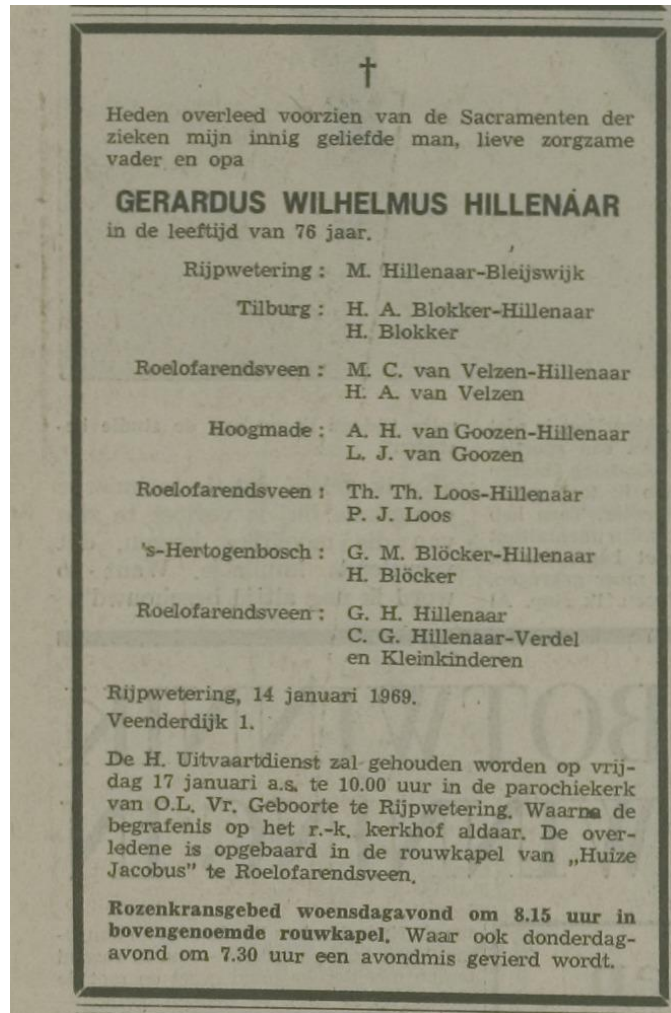 Heden overleed voorzien van de Sacramenten der
zieken mijn innig geliefde man, lieve zorgzame
vader en opa
GERARDUS WILHELMUS HILLENAAR
in de leeftijd van 76 jaar.
Rijpwetering : M. Hillenaar-Bleijswijk
Tilburg : H. A. Blokker-Hillenaar
H. Blokker
Roelofarendsveen : M. C. van Velzen-Hillenaar
H. A. van Velzen
Hoogmade : A. H. van Goozen-Hillenaar
L. J. van Goozen
Roelofarendsveen : Th. Th. Loos-Hillenaar
P. J. Loos
's-Hertogenbosch : G. M. Blöcker-Hillenaar
H. Blöcker
Roelofarendsveen : G. H. Hillenaar
C. G. Hillenaar-Verdel
en Kleinkinderen
Rijpwetering, 14 januari 1969.
Veenderdijk 1.
De H. Uitvaartdienst zal gehouden worden op vrij-
dag 17 januari a.s. te 10.00 uur in de parochiekerk
van O.L. Vr. Geboorte te Rijpwetering. Waarna de
begrafenis op het r.-k. kerkhof aldaar. De over-
ledene is opgebaard in de rouwkapel van „Huize
Jacobus" te Roelofarendsveen.
Rozenkransgebed woensdagavond om 8.15 uur in
bovengenoemde rouwkapel. Waar ook donderdag-
avond om 7.30 uur een avondmis gevierd wordt.